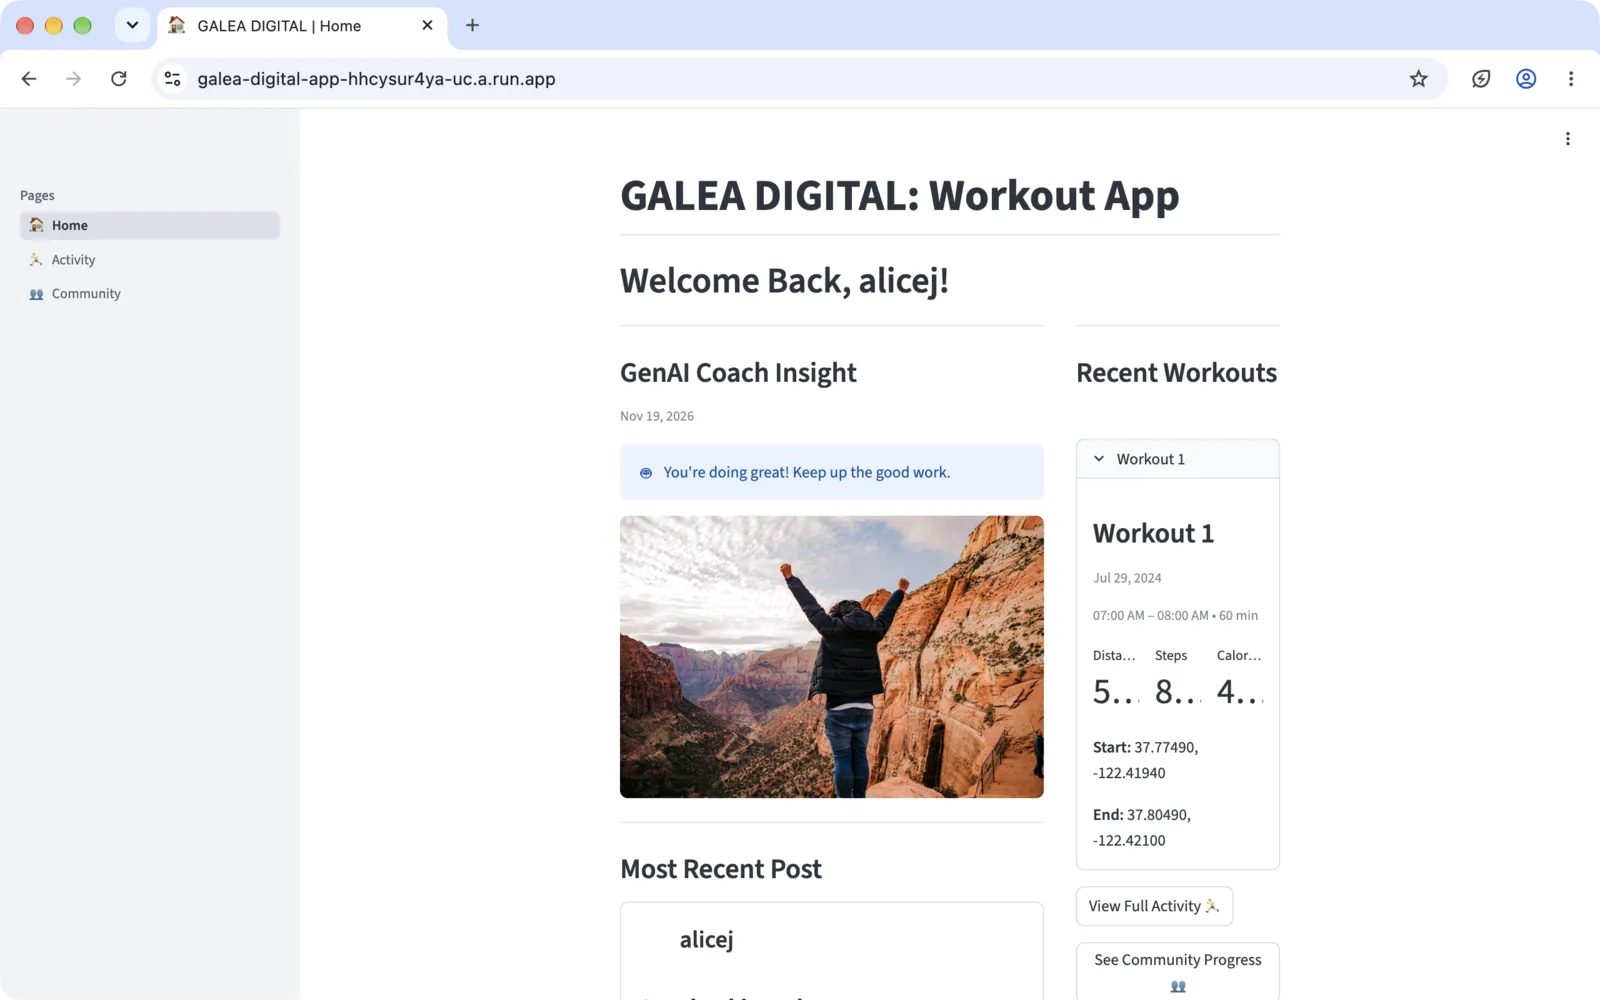 GALEA DIGITAL | Home
galea-digital-app-hhcysur4ya-uc.a.run.app
Pages
Home
Activity
Community
GALEA DIGITAL: Workout App
Welcome Back, alicej!
GenAI Coach Insight
Nov 19, 2026
You're doing great! Keep up the good work.
Most Recent Post
alicej
Recent Workouts
Workout 1
Workout 1
Jul 29, 2024
07:00 AM – 08:00 AM • 60 min
Dista… Steps Calor…
5… 8… 4…
Start: 37.77490,
-122.41940
End: 37.80490,
-122.42100
View Full Activity
See Community Progress